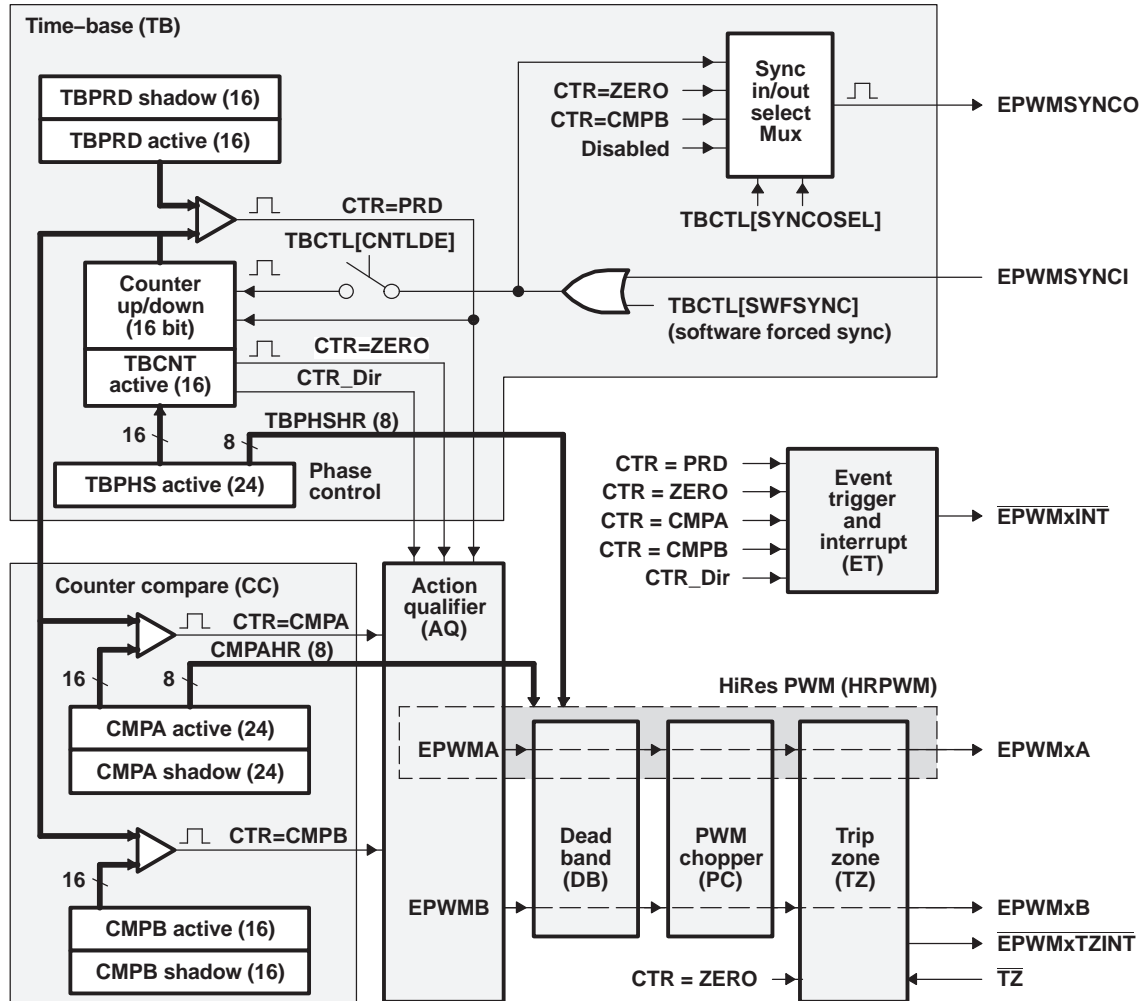 Time−base (TB)
TBPRD shadow (16)
TBPRD active (16)
CTR=PRD
TBCTL[CNTLDE]
Counter
up/down
(16 bit)
TBCNT
active (16)
CTR=ZERO
CTR_Dir
16
8
TBPHSHR (8)
TBPHS active (24)
Phase
control
CTR=ZERO
CTR=CMPB
Disabled
Sync
in/out
select
Mux
TBCTL[SYNCOSEL]
EPWMSYNCO
EPWMSYNCI
TBCTL[SWFSYNC]
(software forced sync)
CTR = PRD
CTR = ZERO
CTR = CMPA
CTR = CMPB
CTR_Dir
Event
trigger
and
interrupt
(ET)
EPWMxINT
Counter compare (CC)
CTR=CMPA
CMPAHR (8)
16
8
CMPA active (24)
CMPA shadow (24)
CTR=CMPB
16
CMPB active (16)
CMPB shadow (16)
Action
qualifier
(AQ)
EPWMA
EPWMB
HiRes PWM (HRPWM)
Dead
band
(DB)
PWM
chopper
(PC)
Trip
zone
(TZ)
CTR = ZERO
EPWMxA
EPWMxB
EPWMxTZINT
TZ